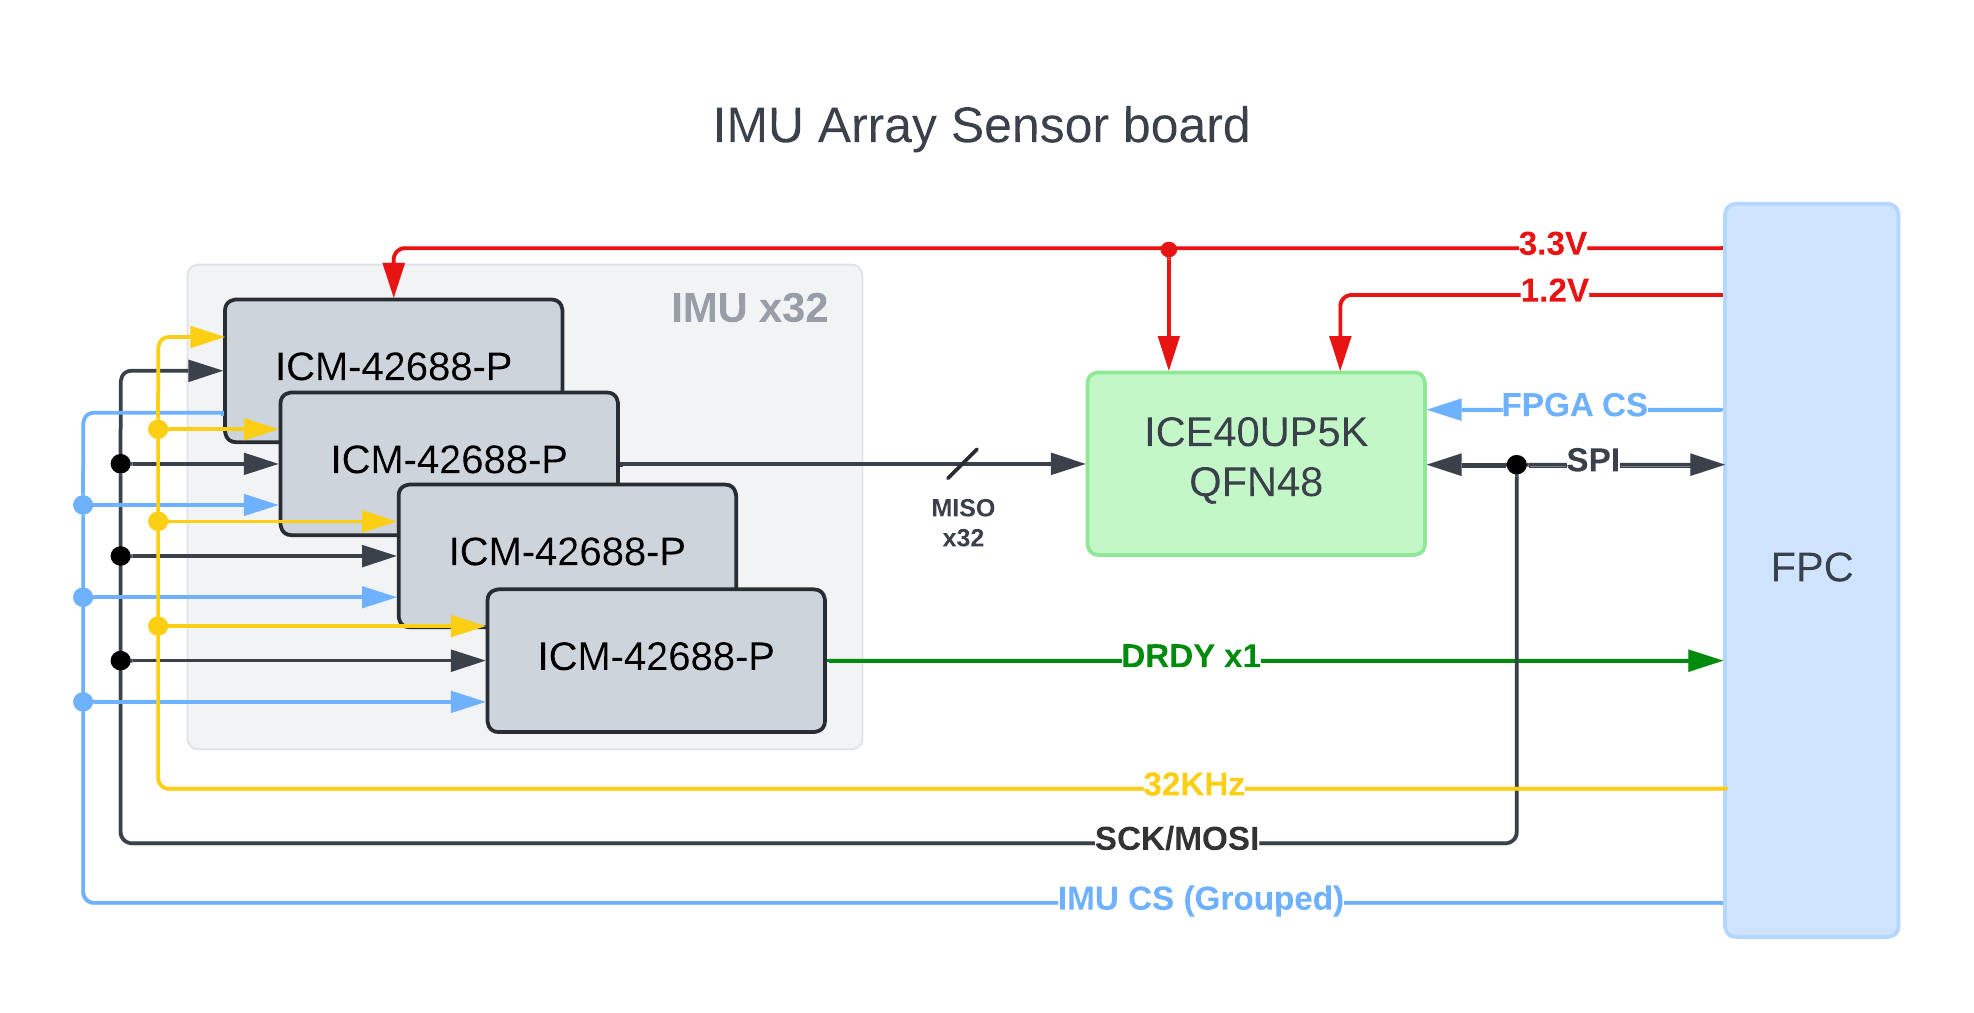 IMU Array Sensor board
3.3V
1.2V
IMU x32
ICM-42688-P
ICM-42688-P
ICM-42688-P
ICM-42688-P
MISO
x32
ICE40UP5K
QFN48
FPGA CS
SPI
FPC
DRDY x1
32KHz
SCK/MOSI
IMU CS (Grouped)